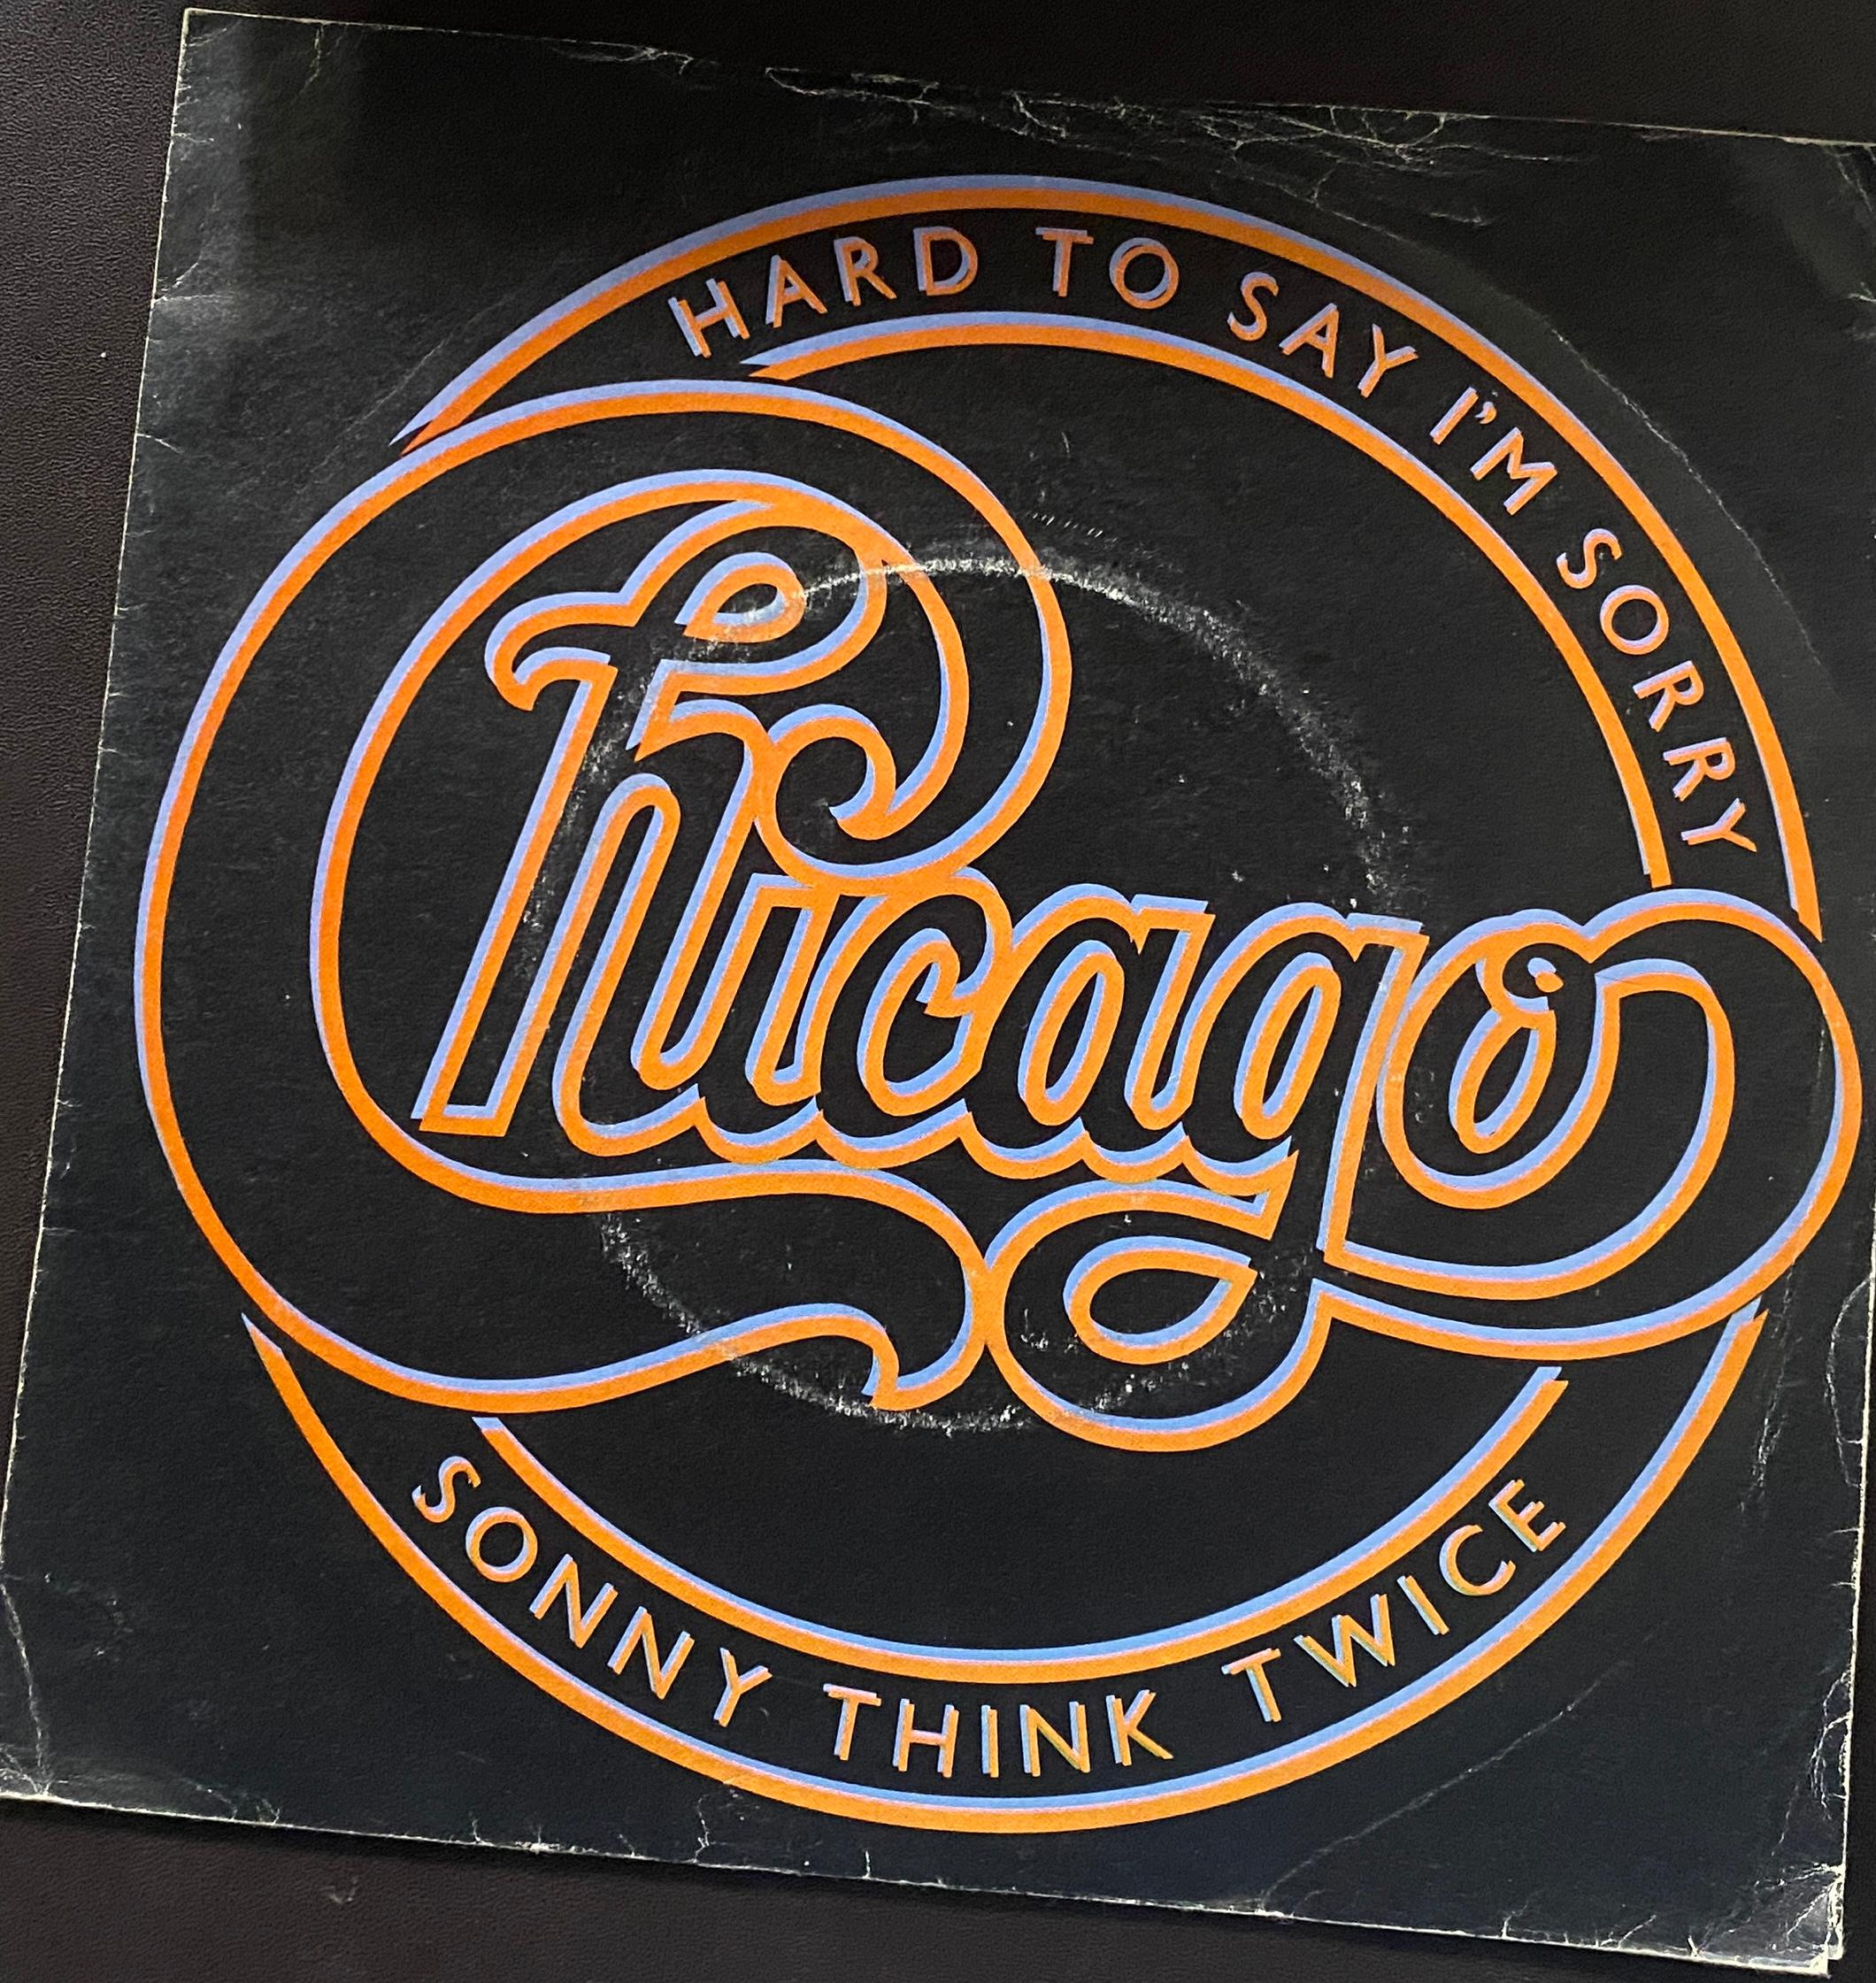 HARD TO SAY I'M SORRY
Chicago
SONNY THINK TWICE